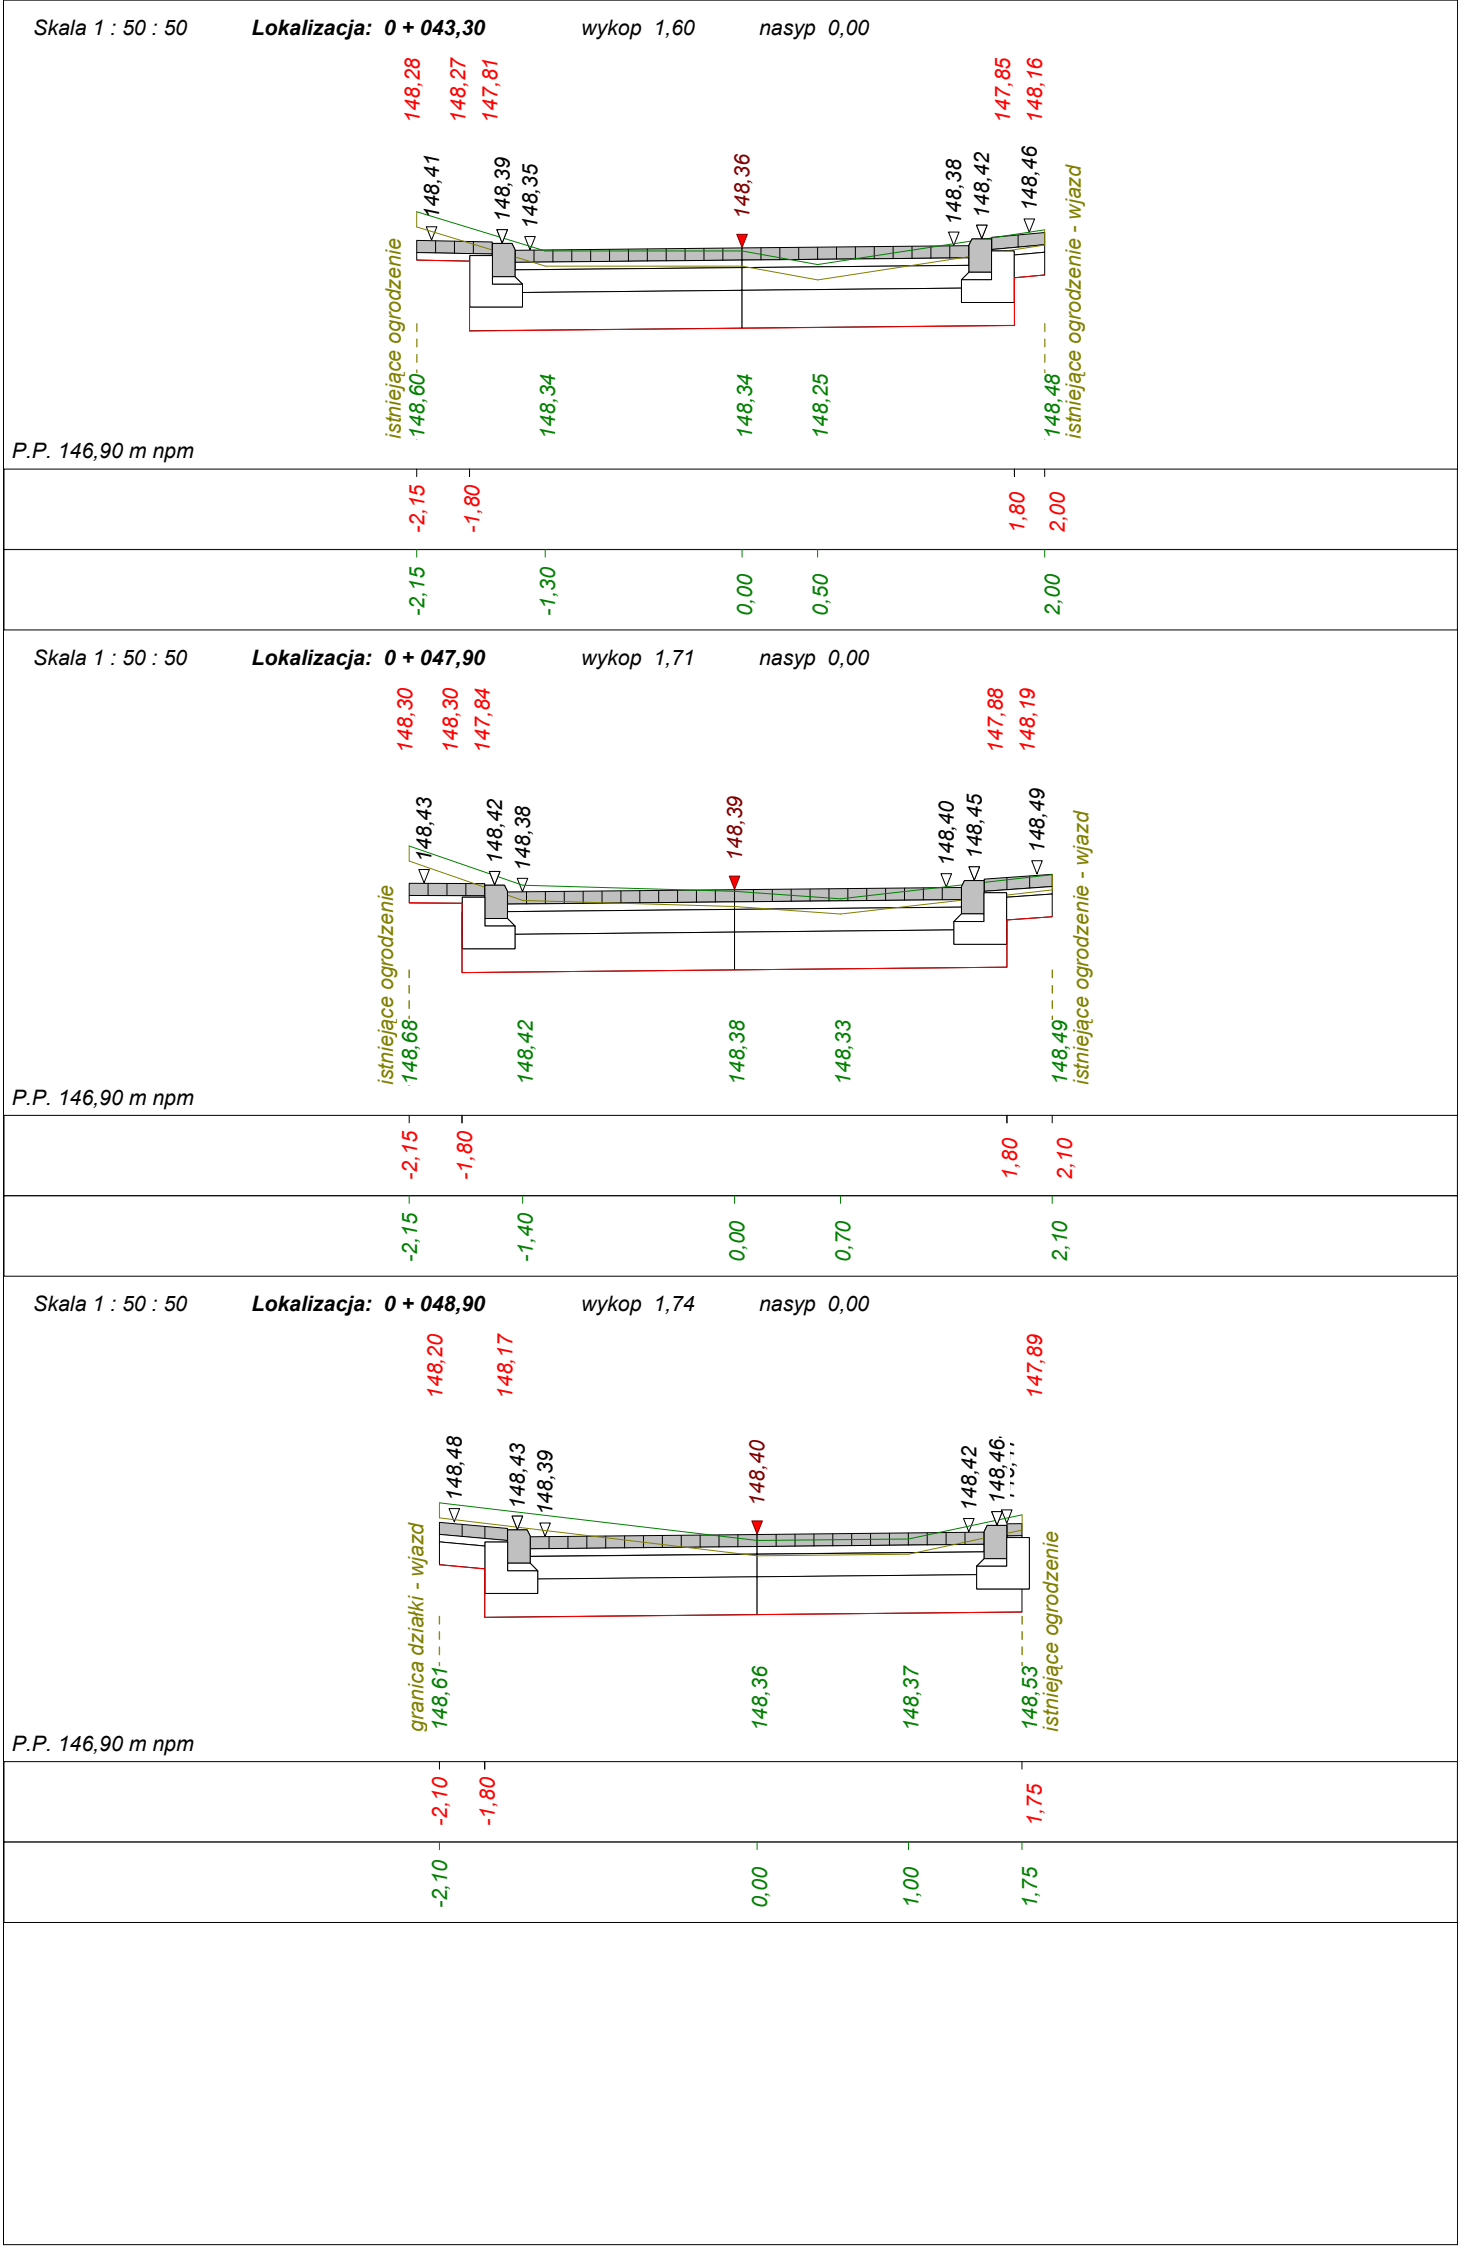 Skala 1 : 50 : 50 Lokalizacja: 0 + 043,30 wykop 1,60 nasyp 0,00
148,28 148,27 147,81 147,85 148,16
148,41 148,39 148,35 148,36 148,38 148,42 148,46
istniejące ogrodzenie
istniejące ogrodzenie - wjazd
148,60 148,34 148,34 148,25 148,48
P.P. 146,90 m npm
-2,15 -1,80 1,80 2,00
-2,15 -1,30 0,00 0,50 2,00
Skala 1 : 50 : 50 Lokalizacja: 0 + 047,90 wykop 1,71 nasyp 0,00
148,30 148,30 147,84 147,88 148,19
148,43 148,42 148,38 148,39 148,40 148,45 148,49
istniejące ogrodzenie
istniejące ogrodzenie - wjazd
148,68 148,42 148,38 148,33 148,49
P.P. 146,90 m npm
-2,15 -1,80 1,80 2,10
-2,15 -1,40 0,00 0,70 2,10
Skala 1 : 50 : 50 Lokalizacja: 0 + 048,90 wykop 1,74 nasyp 0,00
148,20 148,17 147,89
148,48 148,43 148,39 148,40 148,42 148,46
granica działki - wjazd
istniejące ogrodzenie
148,61 148,36 148,37 148,53
P.P. 146,90 m npm
-2,10 -1,80 1,75
-2,10 0,00 1,00 1,75